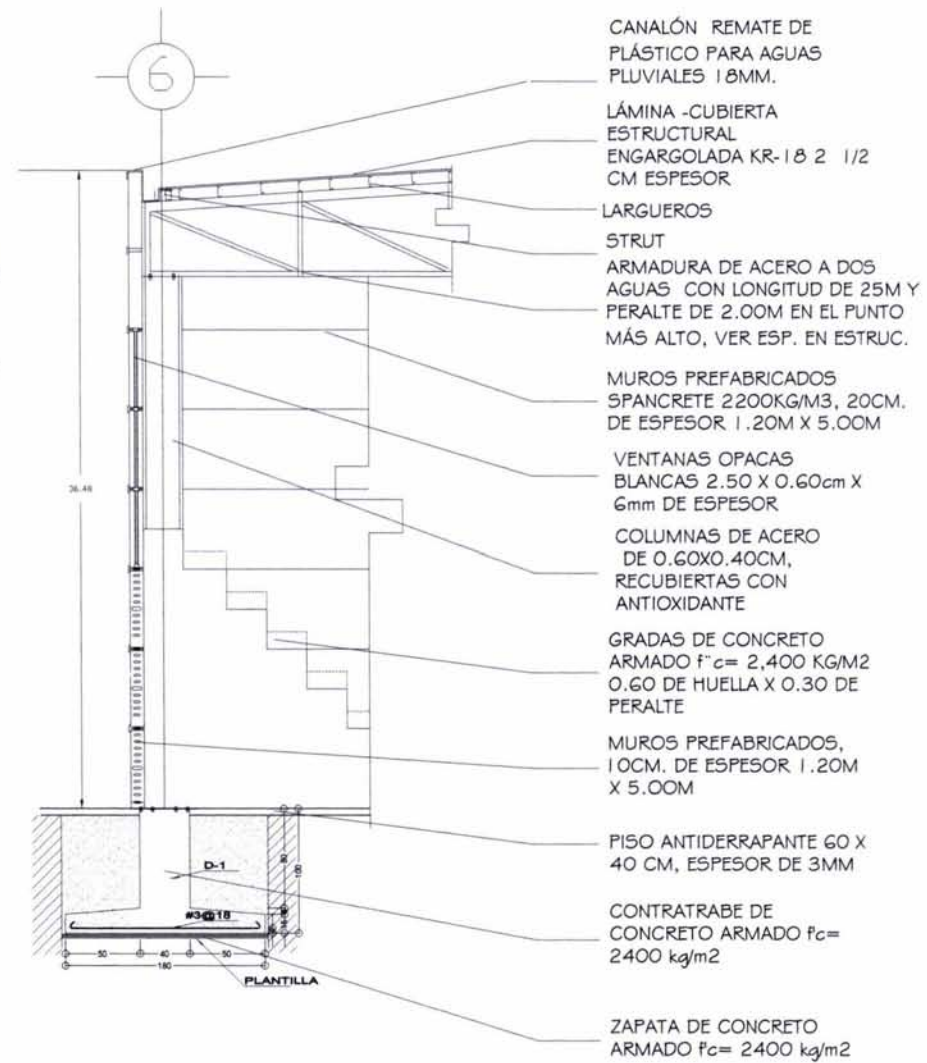 6
CANALÓN REMATE DE
PLÁSTICO PARA AGUAS
PLUVIALES 18MM.
LÁMINA -CUBIERTA
ESTRUCTURAL
ENGARGOLADA KR-18 2 1/2
CM ESPESOR
LARGUEROS
STRUT
ARMADURA DE ACERO A DOS
AGUAS CON LONGITUD DE 25M Y
PERALTE DE 2.00M EN EL PUNTO
MÁS ALTO, VER ESP. EN ESTRUC.
MUROS PREFABRICADOS
SPANCRETE 2200KG/M3, 20CM.
DE ESPESOR 1.20M X 5.00M
VENTANAS OPACAS
BLANCAS 2.50 X 0.60cm X
6mm DE ESPESOR
COLUMNAS DE ACERO
DE 0.60X0.40CM,
RECUBIERTAS CON
ANTIOXIDANTE
GRADAS DE CONCRETO
ARMADO f¨c= 2,400 KG/M2
0.60 DE HUELLA X 0.30 DE
PERALTE
MUROS PREFABRICADOS,
10CM. DE ESPESOR 1.20M
X 5.00M
PISO ANTIDERRAPANTE 60 X
40 CM, ESPESOR DE 3MM
CONTRATRABE DE
CONCRETO ARMADO f'c=
2400 kg/m2
ZAPATA DE CONCRETO
ARMADO f'c= 2400 kg/m2
36.48
D-1
#3@18
80
100
50 40 50
180
PLANTILLA